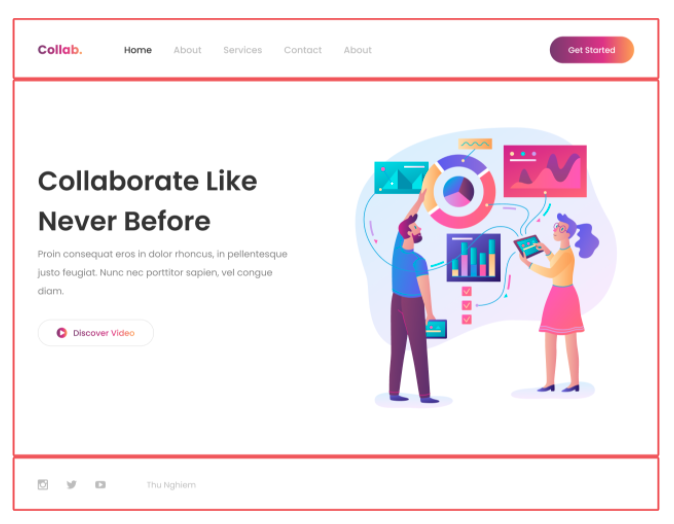 Collab.
Home About Services Contact About
Get Started
Collaborate Like
Never Before
Proin consequat eros in dolor rhoncus, in pellentesque
justo feugiat. Nunc nec porttitor sapien, vel congue
diam.
Discover Video
Thu Nghiem